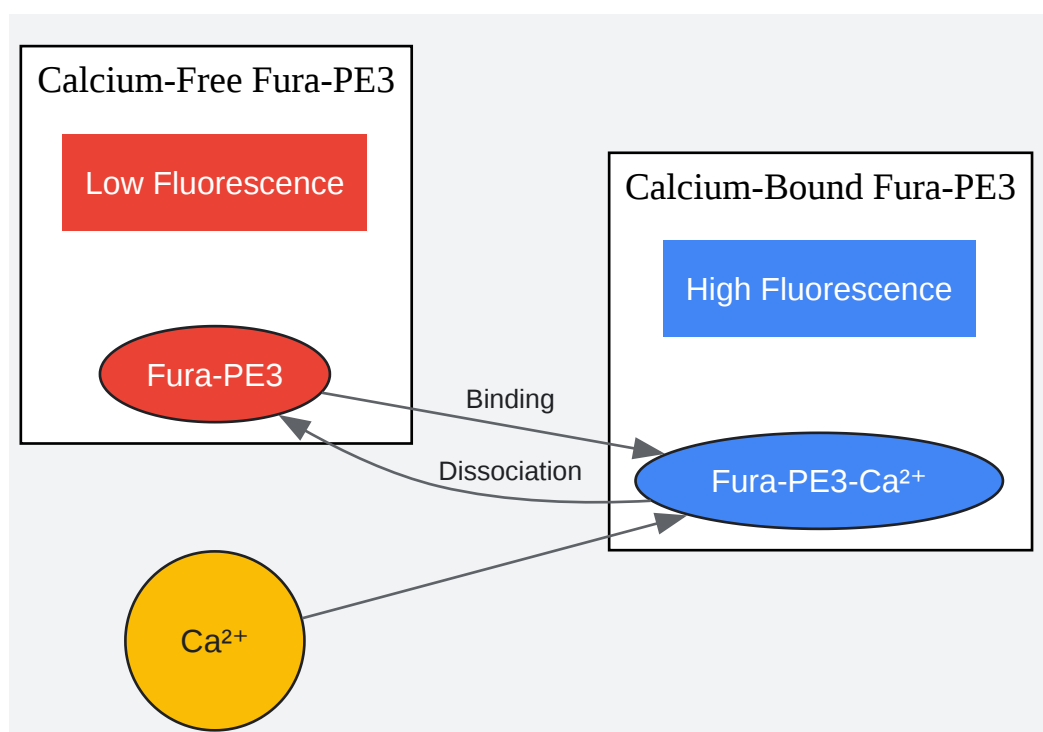 Calcium-Free Fura-PE3
Low Fluorescence
Fura-PE3
Calcium-Bound Fura-PE3
High Fluorescence
Fura-PE3-Ca²⁺
Binding
Dissociation
Ca²⁺